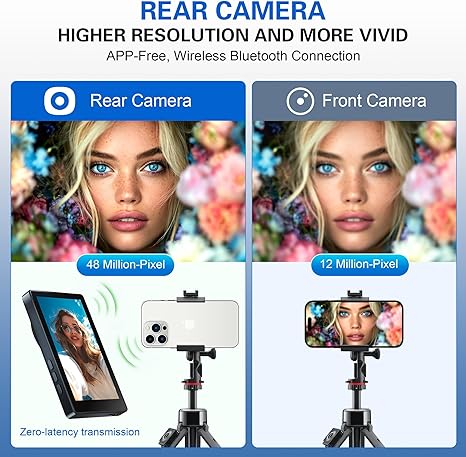 REAR CAMERA
HIGHER RESOLUTION AND MORE VIVID
APP-Free, Wireless Bluetooth Connection
Rear Camera
Front Camera
48 Million-Pixel
12 Million-Pixel
Zero-latency transmission